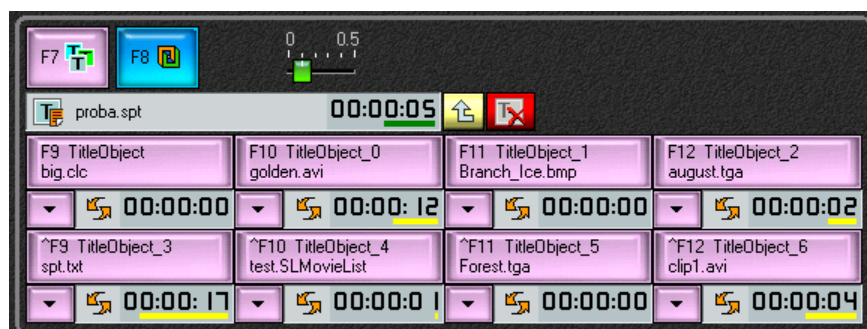 0 0.5
F7 F8
proba.spt 00:00:05
F9 TitleObject F10 TitleObject_0 F11 TitleObject_1 F12 TitleObject_2
big.clc golden.avi Branch_Ice.bmp august.tga
00:00:00 00:00:12 00:00:00 00:00:02
^F9 TitleObject_3 ^F10 TitleObject_4 ^F11 TitleObject_5 ^F12 TitleObject_6
spt.txt test.SLMovieList Forest.tga clip1.avi
00:00:17 00:00:01 00:00:00 00:00:04